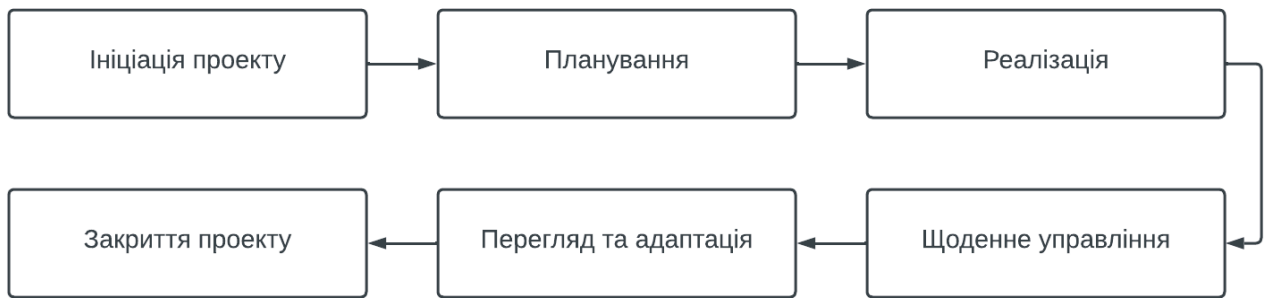 Ініціація проекту
Планування
Реалізація
Щоденне управління
Перегляд та адаптація
Закриття проекту